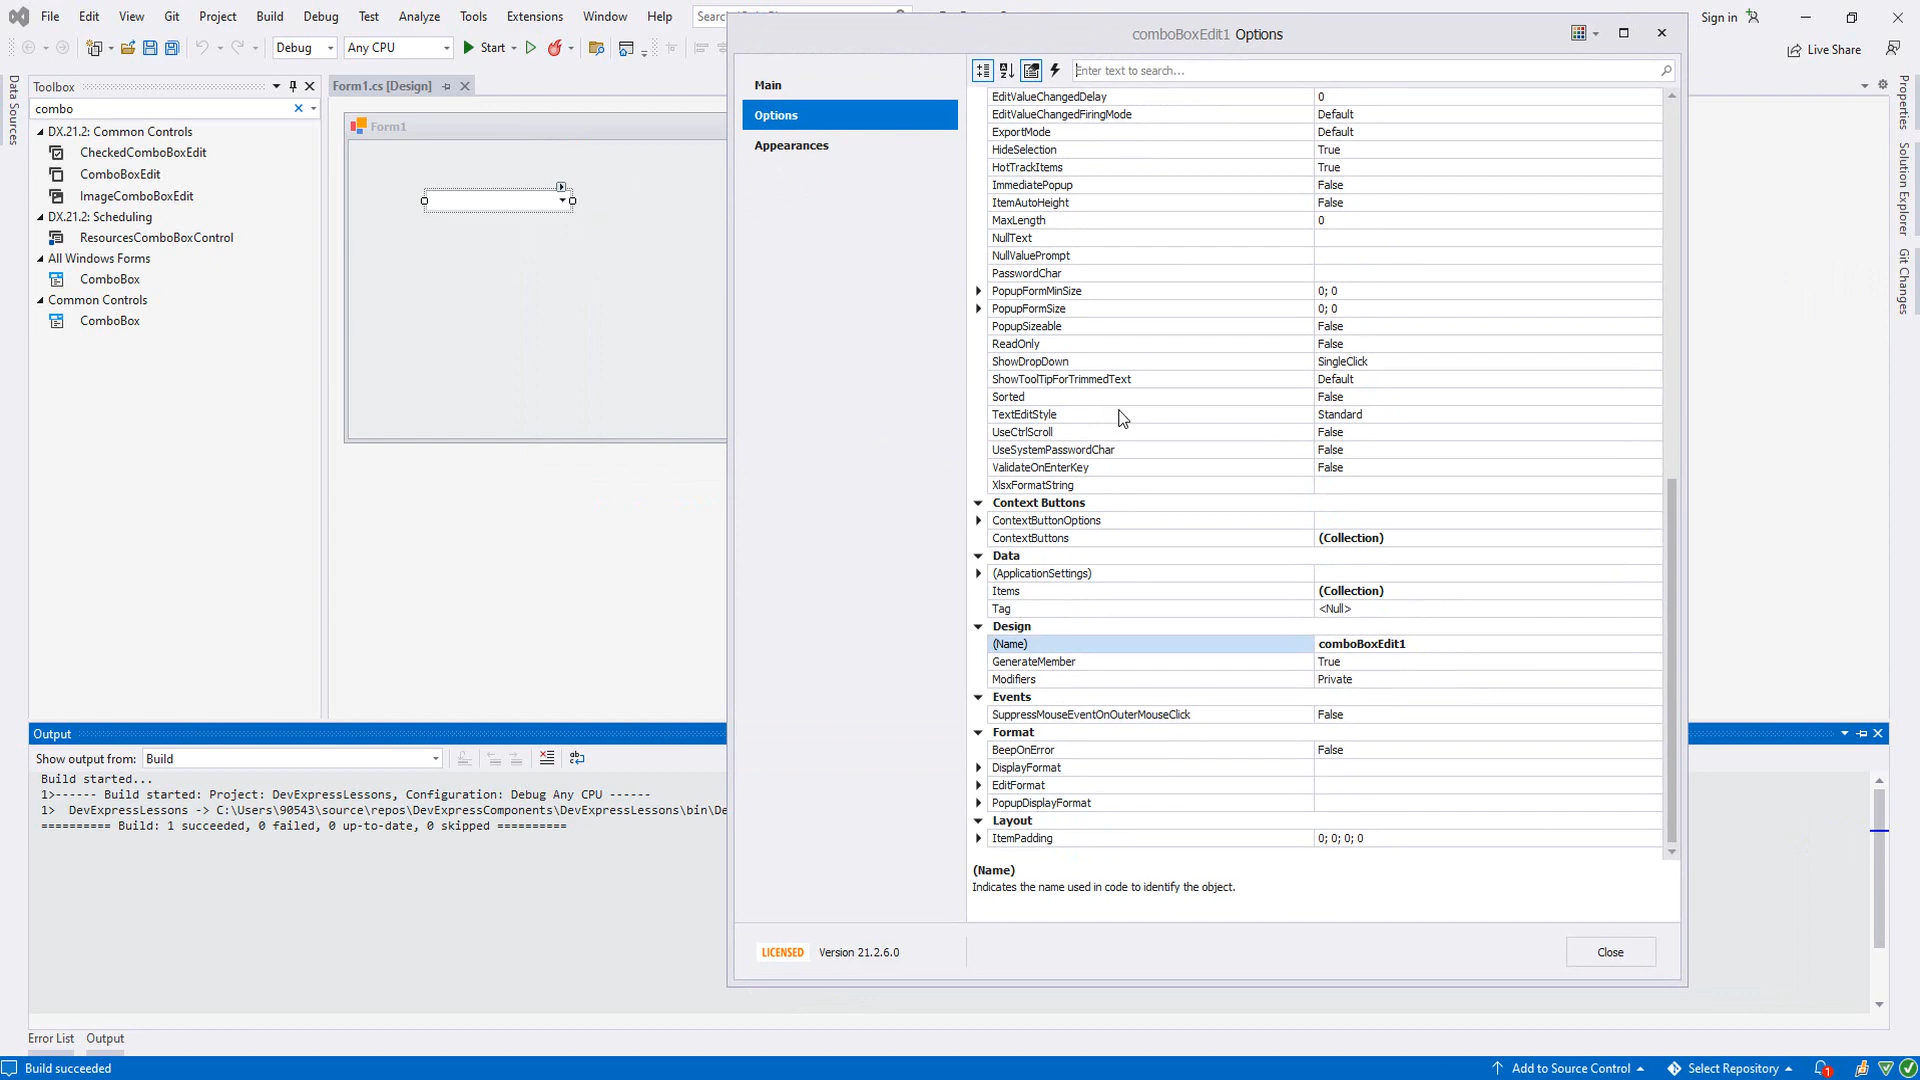 File Edit View Git Project Build Debug Test Analyze Tools Extensions Window Help
Sign in
Debug Any CPU Start
Live Share
comboBoxEdit1 Options
Data Sources
Toolbox
combo
DX.21.2: Common Controls
CheckedComboBoxEdit
ComboBoxEdit
ImageComboBoxEdit
DX.21.2: Scheduling
ResourcesComboBoxControl
All Windows Forms
ComboBox
Common Controls
ComboBox
Form1.cs [Design]
Form1
Main
Options
Appearances
Enter text to search...
EditValueChangedDelay 0
EditValueChangedFiringMode Default
ExportMode Default
HideSelection True
HotTrackItems True
ImmediatePopup False
ItemAutoHeight False
MaxLength 0
NullText
NullValuePrompt
PasswordChar
PopupFormMinSize 0; 0
PopupFormSize 0; 0
PopupSizeable False
ReadOnly False
ShowDropDown SingleClick
ShowToolTipForTrimmedText Default
Sorted False
TextEditStyle Standard
UseCtrlScroll False
UseSystemPasswordChar False
ValidateOnEnterKey False
XlsxFormatString
Context Buttons
ContextButtonOptions
ContextButtons (Collection)
Data
(ApplicationSettings)
Items (Collection)
Tag <Null>
Design
(Name) comboBoxEdit1
GenerateMember True
Modifiers Private
Events
SuppressMouseEventOnOuterMouseClick False
Format
BeepOnError False
DisplayFormat
EditFormat
PopupDisplayFormat
Layout
ItemPadding 0; 0; 0; 0
(Name)
Indicates the name used in code to identify the object.
LICENSED Version 21.2.6.0
Close
Properties
Solution Explorer
Git Changes
Output
Show output from: Build
Build started...
1>------ Build started: Project: DevExpressLessons, Configuration: Debug Any CPU ------
1> DevExpressLessons -> C:\Users\90543\source\repos\DevExpressComponents\DevExpressLessons\bin\De
========== Build: 1 succeeded, 0 failed, 0 up-to-date, 0 skipped ==========
Error List Output
Build succeeded
Add to Source Control Select Repository 1